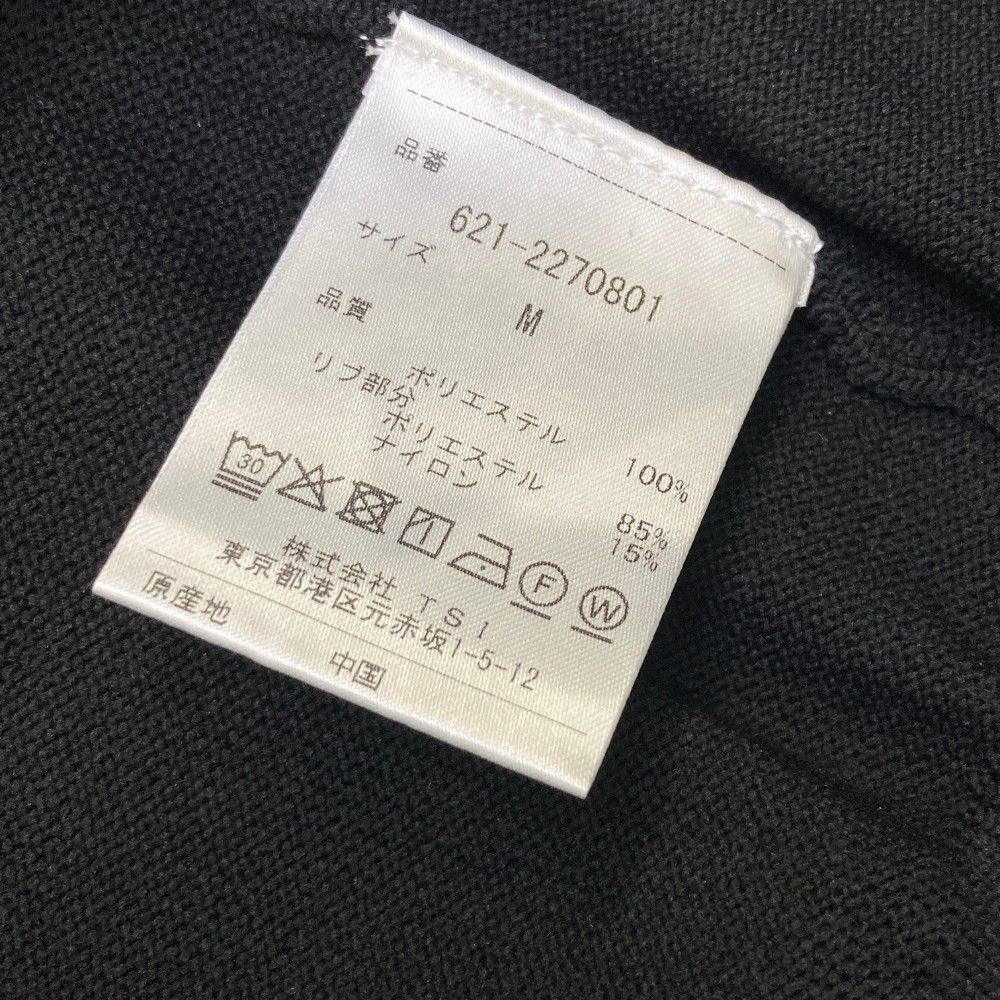 品番
621-2270801
サイズ
M
品質
ポリエステル 100%
リブ部分
ポリエステル 85%
ナイロン 15%
30 F W
株式会社 TSI
東京都港区元赤坂1-5-12
原産地
中国